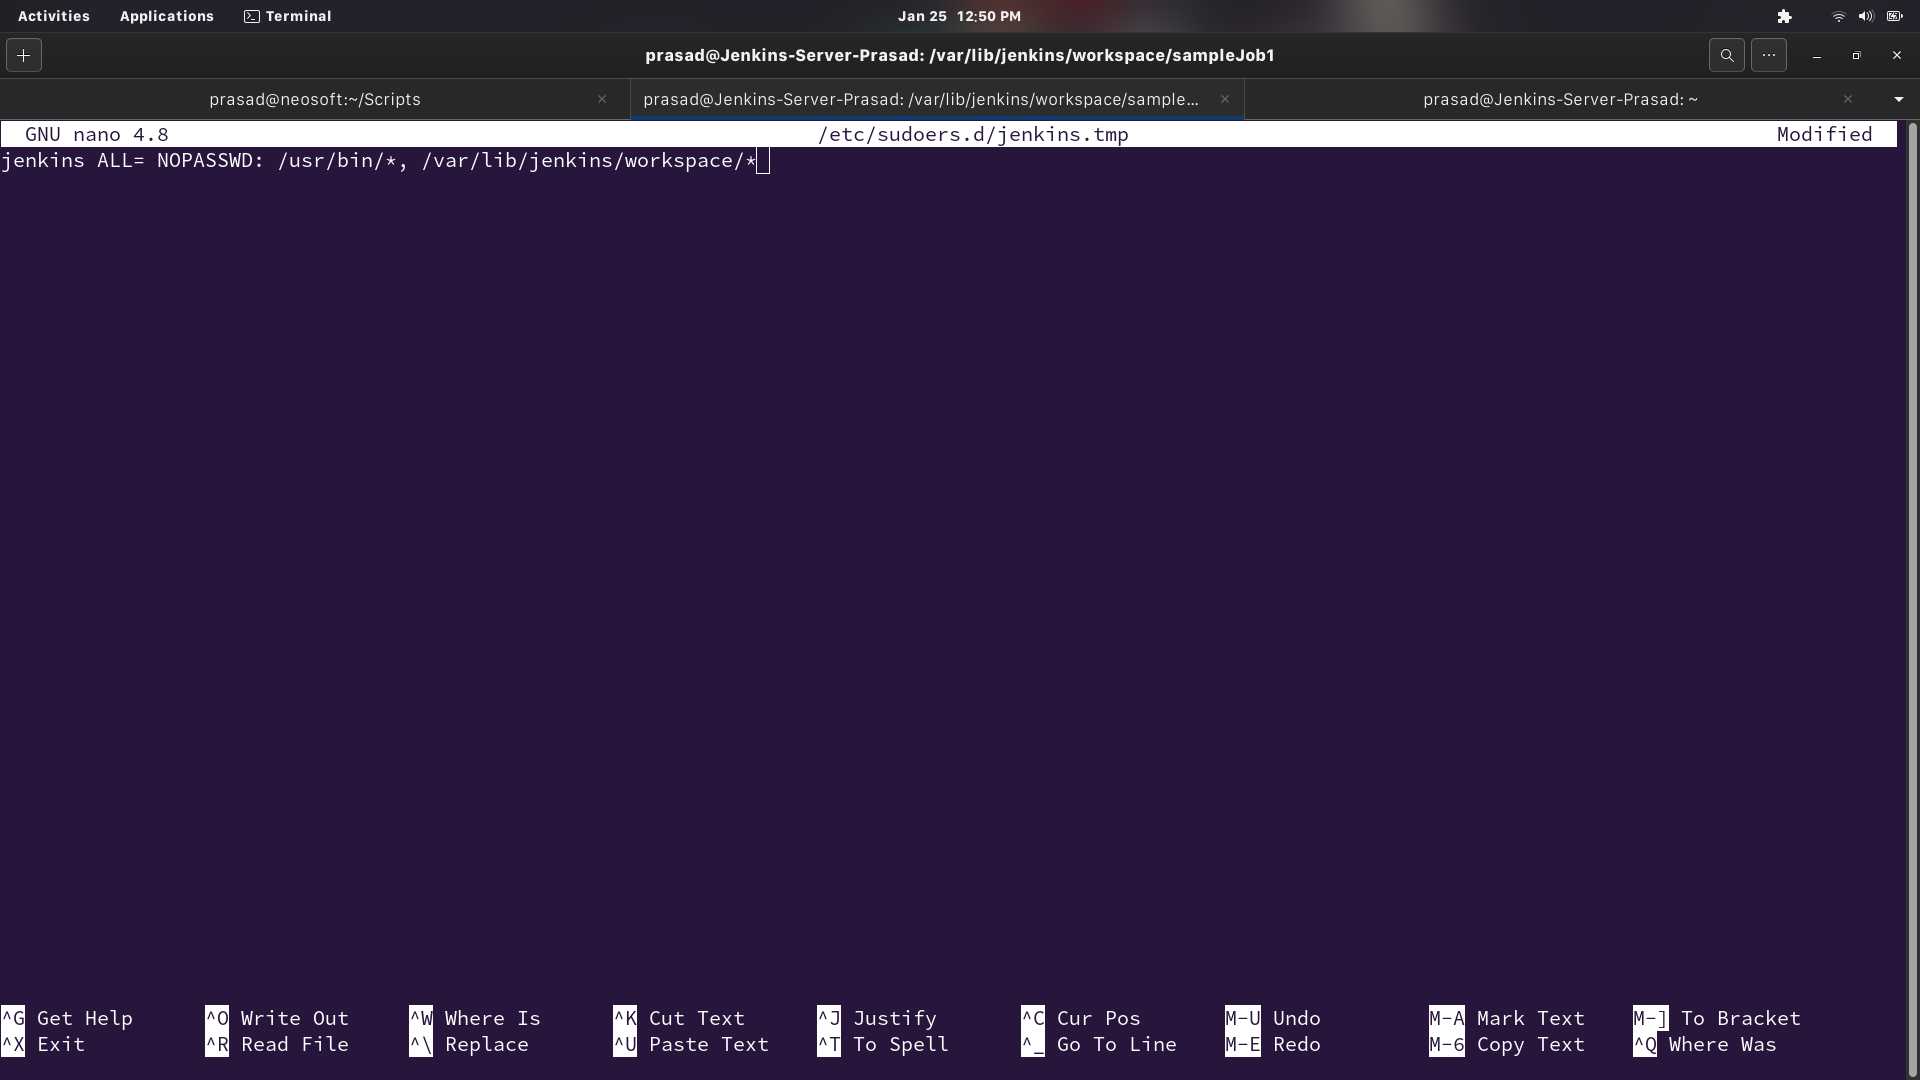 Activities Applications Terminal Jan 25 12:50 PM
prasad@Jenkins-Server-Prasad: /var/lib/jenkins/workspace/sampleJob1
prasad@neosoft:~/Scripts prasad@Jenkins-Server-Prasad: /var/lib/jenkins/workspace/sample... prasad@Jenkins-Server-Prasad: ~
GNU nano 4.8 /etc/sudoers.d/jenkins.tmp Modified
jenkins ALL= NOPASSWD: /usr/bin/*, /var/lib/jenkins/workspace/*
^G Get Help ^O Write Out ^W Where Is ^K Cut Text ^J Justify ^C Cur Pos M-U Undo M-A Mark Text M-] To Bracket
^X Exit ^R Read File ^\ Replace ^U Paste Text ^T To Spell ^_ Go To Line M-E Redo M-6 Copy Text ^Q Where Was